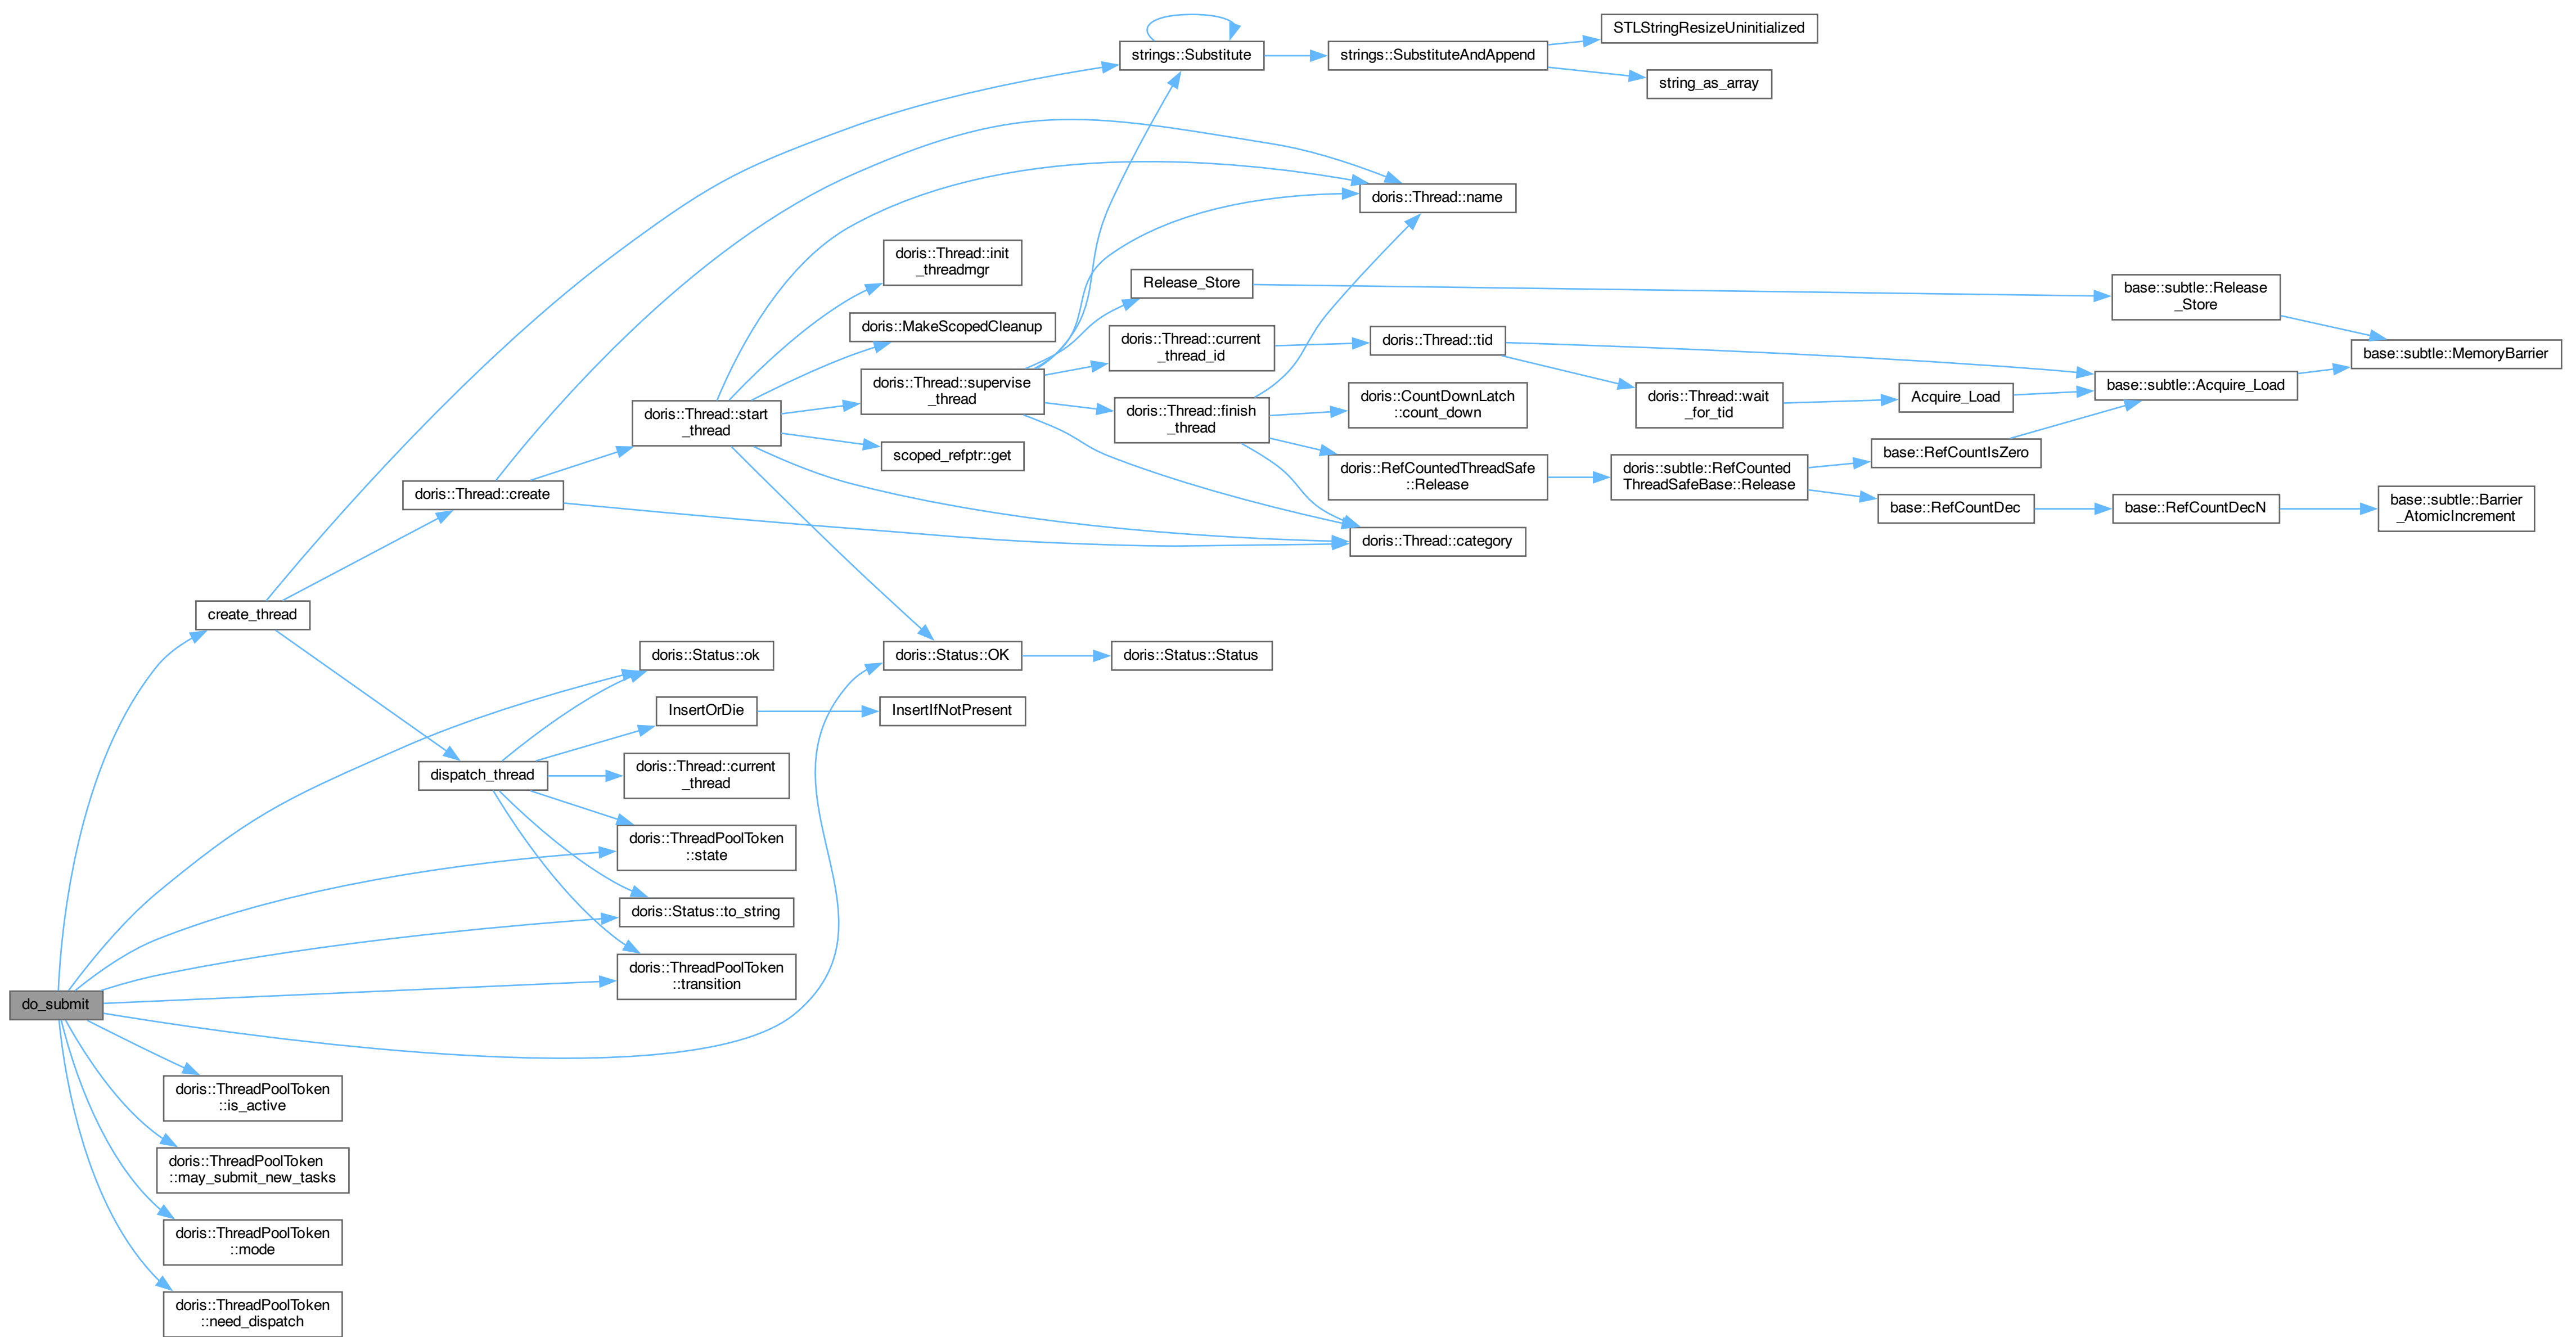 STLStringResizeUninitialized
strings::Substitute
strings::SubstituteAndAppend
string_as_array
doris::Thread::name
doris::Thread::init
_threadmgr
Release_Store
base::subtle::Release
_Store
doris::MakeScopedCleanup
doris::Thread::current
_thread_id
doris::Thread::tid
base::subtle::MemoryBarrier
doris::Thread::supervise
_thread
doris::Thread::wait
_for_tid
Acquire_Load
base::subtle::Acquire_Load
doris::Thread::start
_thread
doris::Thread::finish
_thread
doris::CountDownLatch
::count_down
scoped_refptr::get
doris::RefCountedThreadSafe
::Release
doris::subtle::RefCounted
ThreadSafeBase::Release
base::RefCountIsZero
doris::Thread::create
base::RefCountDec
base::RefCountDecN
base::subtle::Barrier
_AtomicIncrement
doris::Thread::category
create_thread
doris::Status::ok
doris::Status::OK
doris::Status::Status
InsertOrDie
InsertIfNotPresent
dispatch_thread
doris::Thread::current
_thread
doris::ThreadPoolToken
::state
doris::Status::to_string
doris::ThreadPoolToken
::transition
do_submit
doris::ThreadPoolToken
::is_active
doris::ThreadPoolToken
::may_submit_new_tasks
doris::ThreadPoolToken
::mode
doris::ThreadPoolToken
::need_dispatch